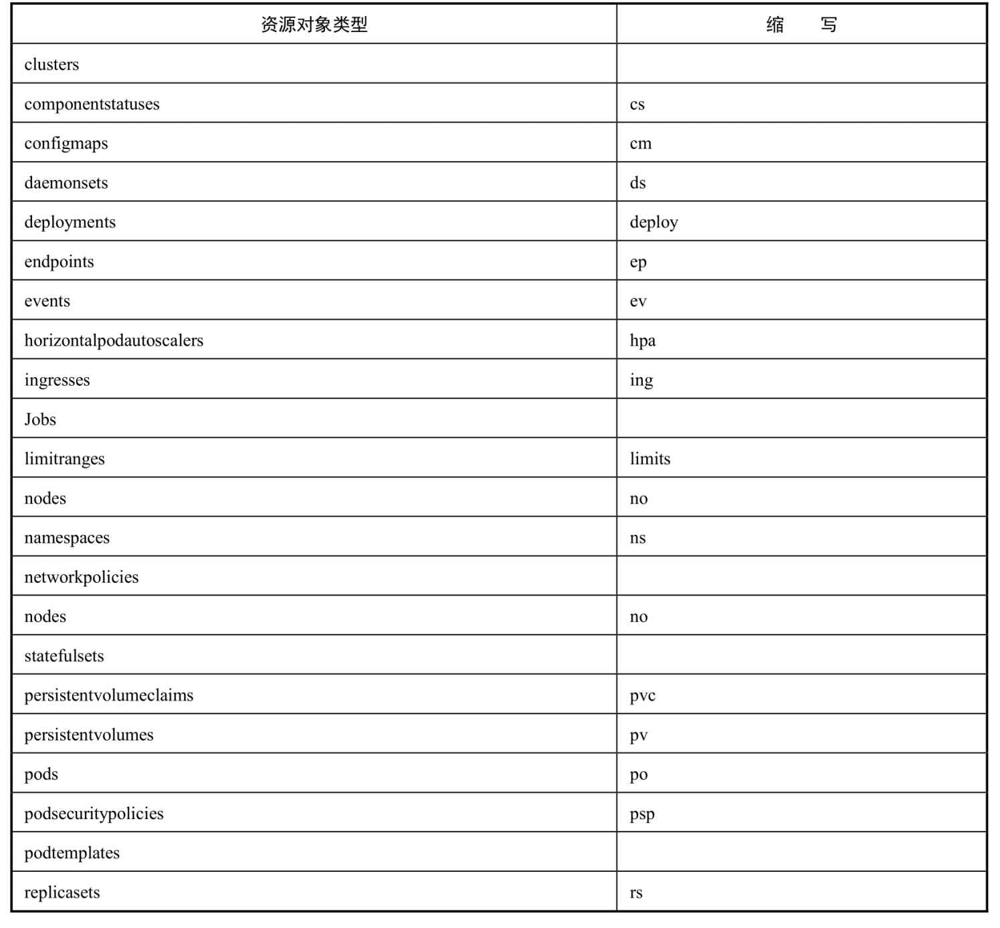 资源对象类型 缩 写
clusters
componentstatuses cs
configmaps cm
daemonsets ds
deployments deploy
endpoints ep
events ev
horizontalpodautoscalers hpa
ingresses ing
Jobs
limitranges limits
nodes no
namespaces ns
networkpolicies
nodes no
statefulsets
persistentvolumeclaims pvc
persistentvolumes pv
pods po
podsecuritypolicies psp
podtemplates
replicasets rs